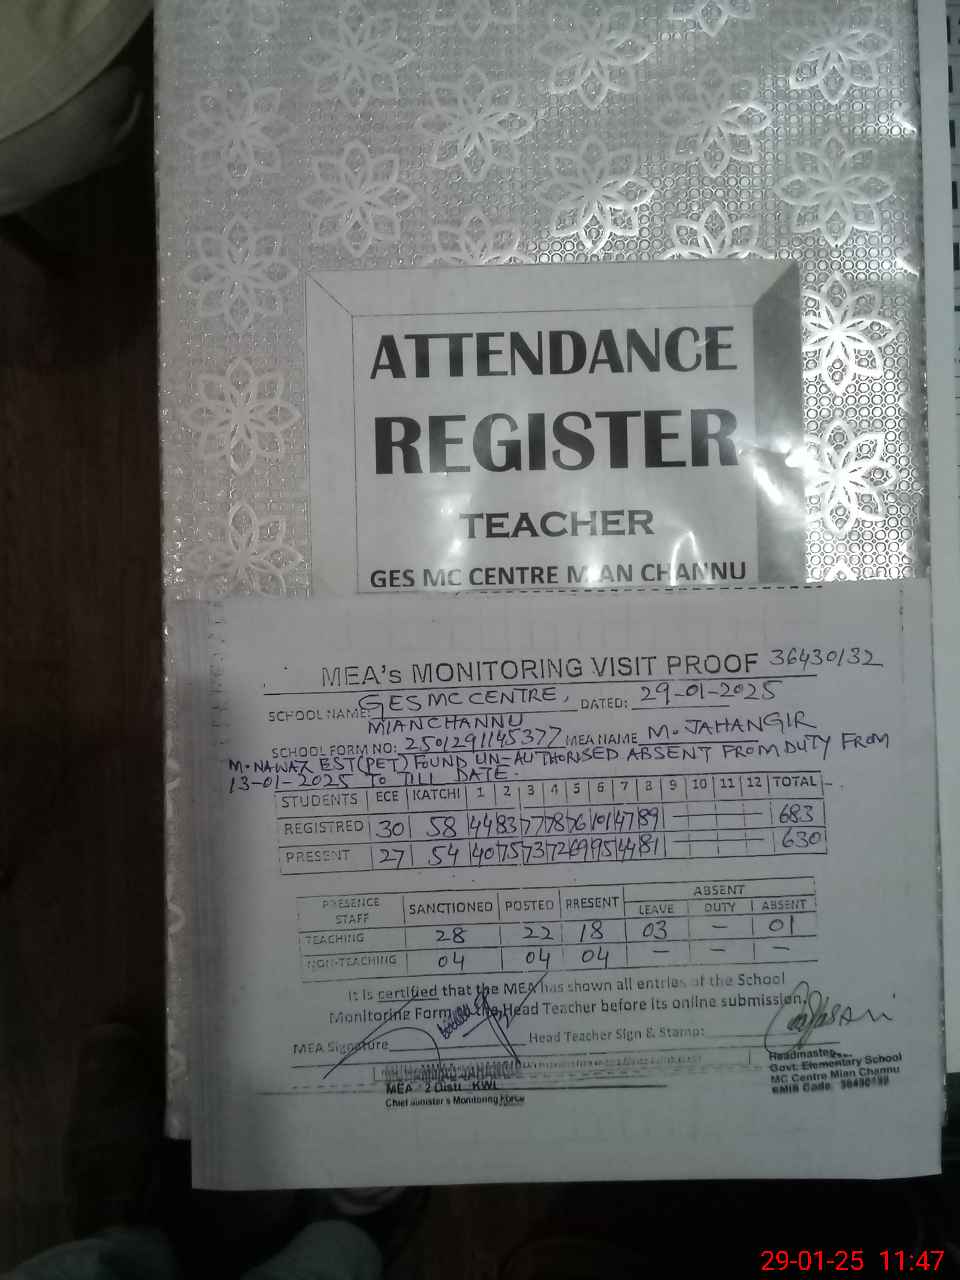 ATTENDANCE
REGISTER
TEACHER
GES MC CENTRE MIAN CHANNU
MEA's MONITORING VISIT PROOF 36430132
SCHOOL NAME: GES MC CENTRE, DATED: 29-01-2025
MIANCHANNU
SCHOOL FORM NO: 2501291145377 MEA NAME M. JAHANGIR
M. NAWAZ EST(PET) FOUND UN-AUTHORISED ABSENT FROM DUTY FROM
13-01-2025 TO TILL DATE.
STUDENTS ECE KATCHI 1 2 3 4 5 6 7 8 9 10 11 12 TOTAL
REGISTRED 30 58 44 83 77 78 76 101 47 89 683
PRESENT 27 54 40 75 73 72 69 95 44 81 630
PRESENCE STAFF SANCTIONED POSTED PRESENT ABSENT
LEAVE DUTY ABSENT
TEACHING 28 22 18 03 - 01
NON-TEACHING 04 04 04 - - -
It is certified that the MEA has shown all entries of the School
Monitoring Form the Head Teacher before its online submission.
MEA Signature Head Teacher Sign & Stamp:
MEA - 2 Distt. KWL
Chief Minister's Monitoring Force
Headmaster
Govt: Elementary School
MC Centre Mian Channu
EMIS Code:
29-01-25 11:47